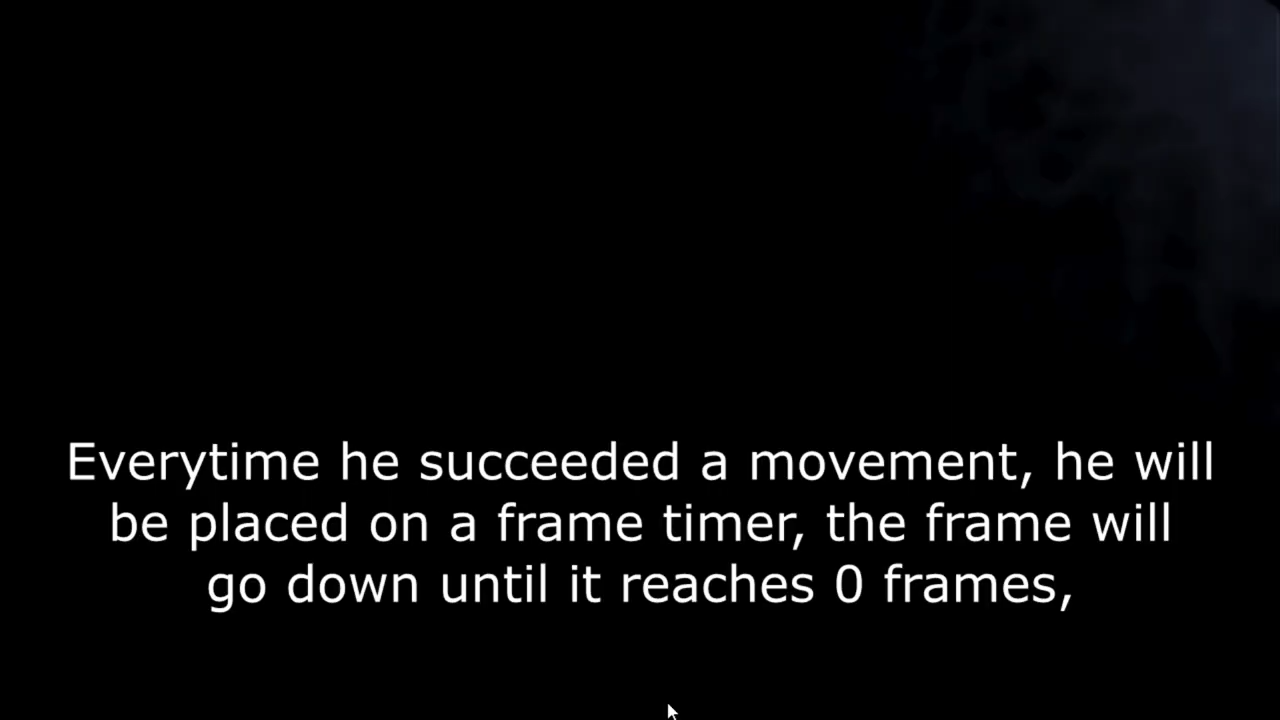 Everytime he succeeded a movement, he will
be placed on a frame timer, the frame will
go down until it reaches 0 frames,